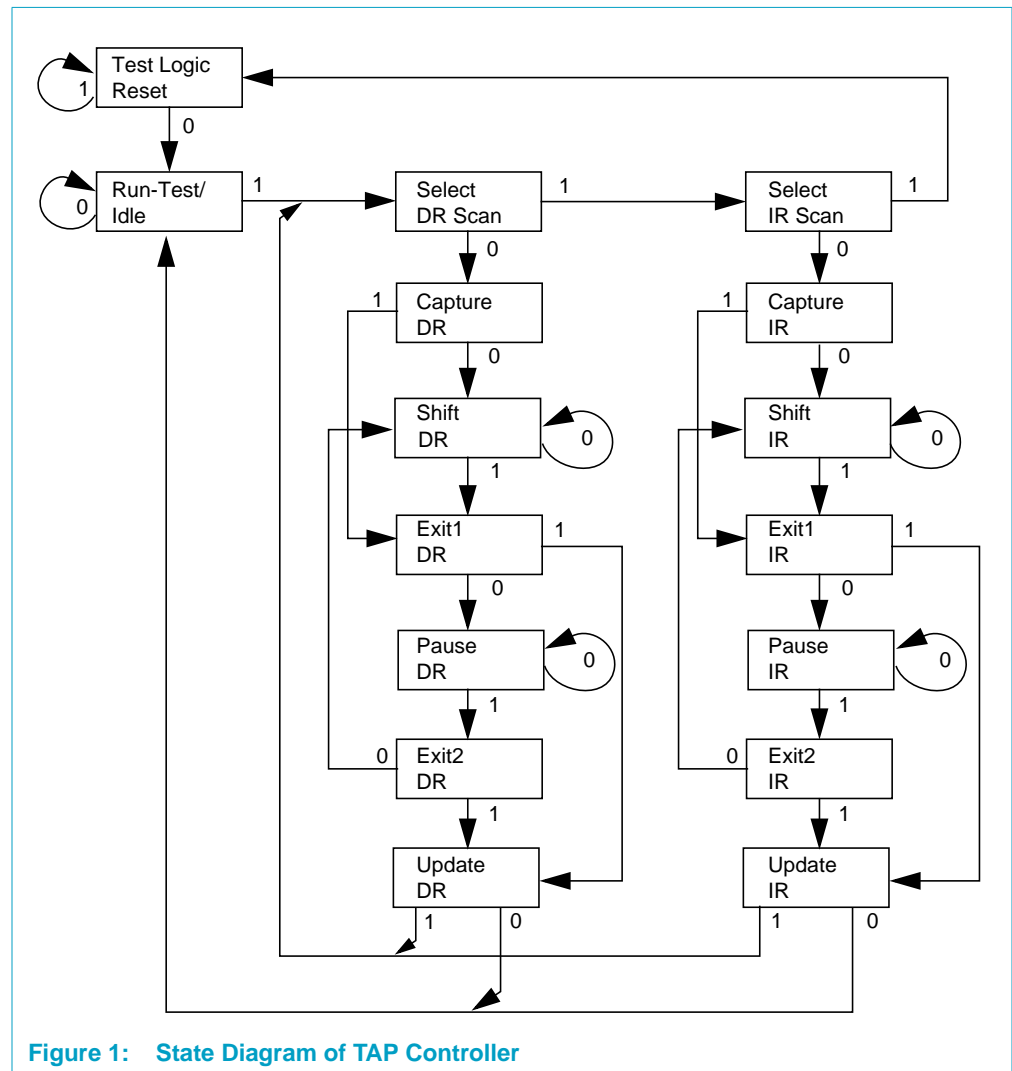 Test Logic
Reset
1
0
Run-Test/
Idle
0
1
Select
DR Scan
1
Select
IR Scan
1
0
0
1
Capture
DR
1
Capture
IR
0
0
Shift
DR
0
Shift
IR
0
1
1
Exit1
DR
1
Exit1
IR
1
0
0
Pause
DR
0
Pause
IR
0
1
1
0
Exit2
DR
0
Exit2
IR
1
1
Update
DR
Update
IR
1
0
1
0
Figure 1: State Diagram of TAP Controller